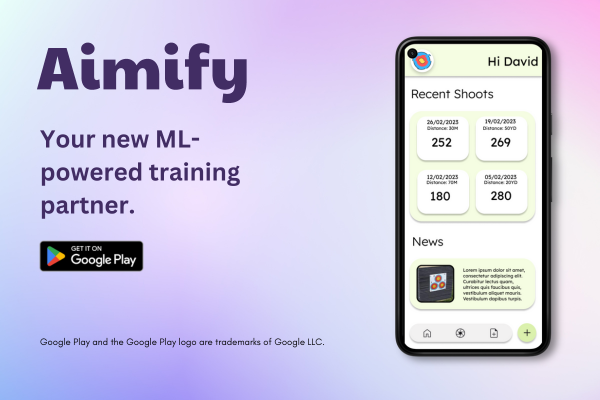 Aimify
Your new ML-
powered training
partner.
GET IT ON
Google Play
Google Play and the Google Play logo are trademarks of Google LLC.
Hi David
Recent Shoots
26/02/2023
Distance: 30M
252
19/02/2023
Distance: 50YD
269
12/02/2023
Distance: 70M
180
05/02/2023
Distance: 20YD
280
News
Lorem ipsum dolor sit amet,
consectetur adipiscing elit.
Curabitur lectus quam,
ultrices quis faucibus quis,
vestibulum aliquet mauris.
Vestibulum dapibus turpis.